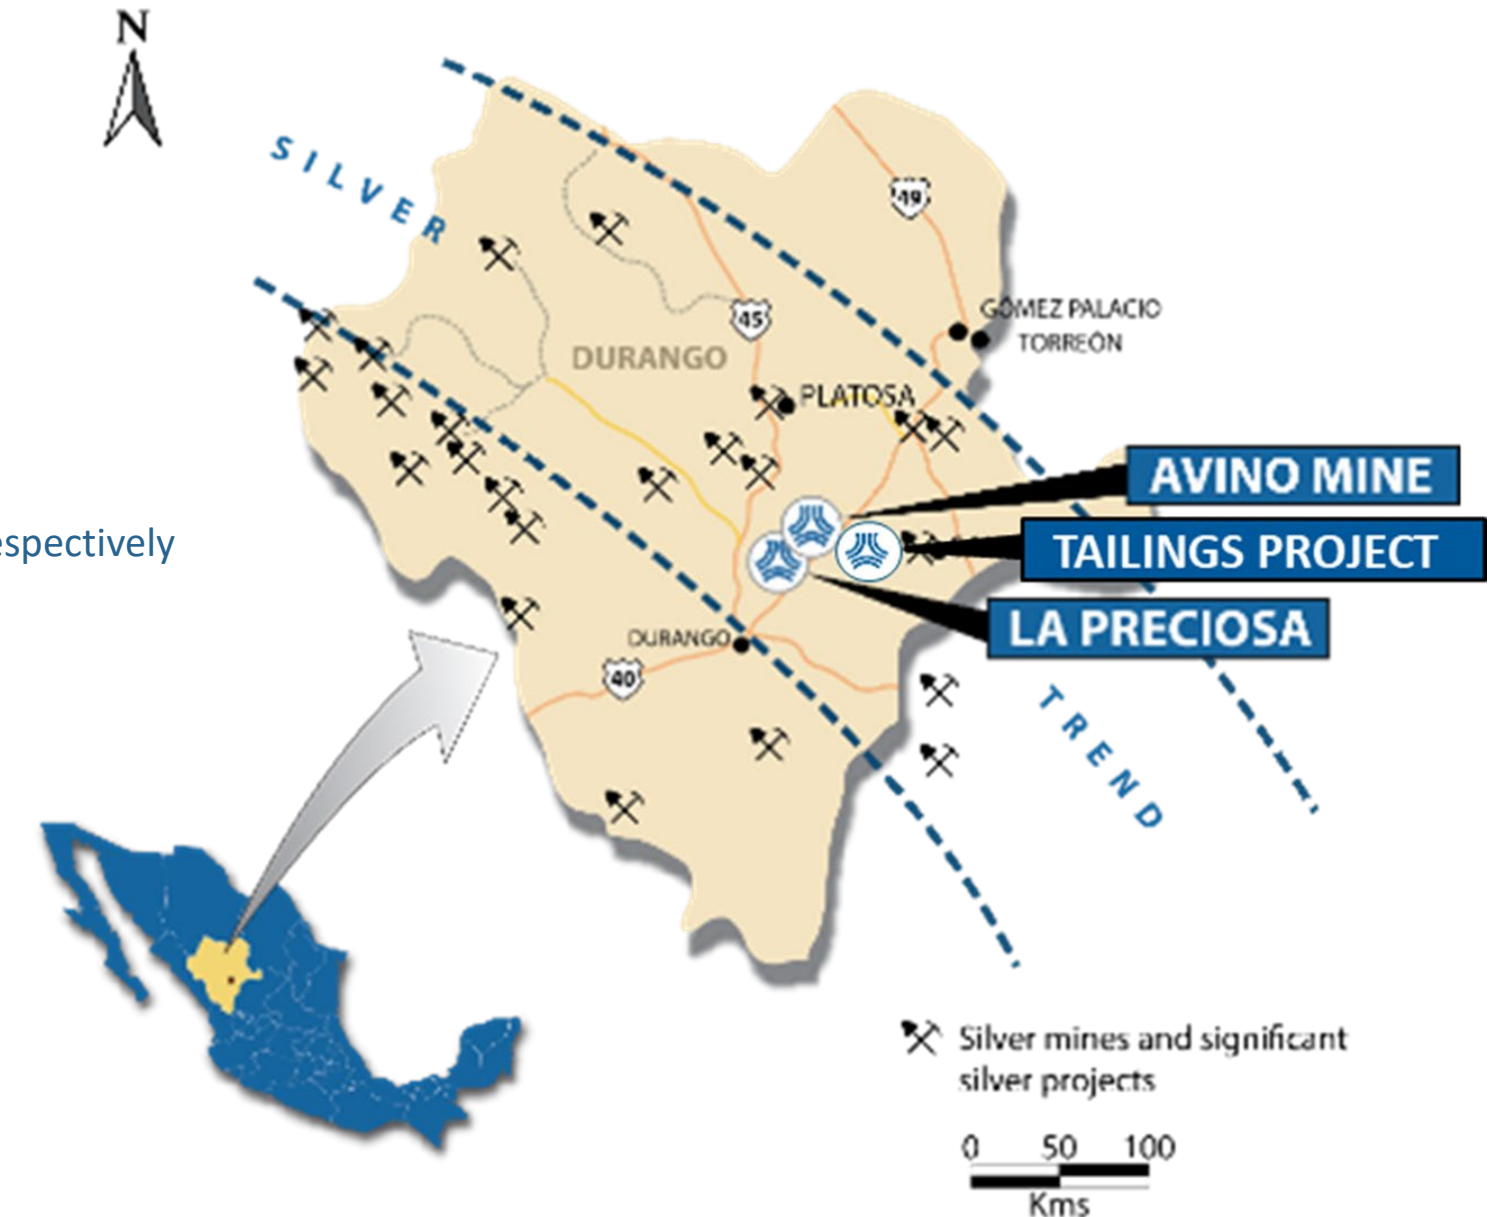 N
SILVER
49
GÓMEZ PALACIO
TORREÓN
45
DURANGO
PLATOSA
AVINO MINE
espectively
TAILINGS PROJECT
LA PRECIOSA
DURANGO
40
TREND
Silver mines and significant
silver projects
0 50 100
Kms